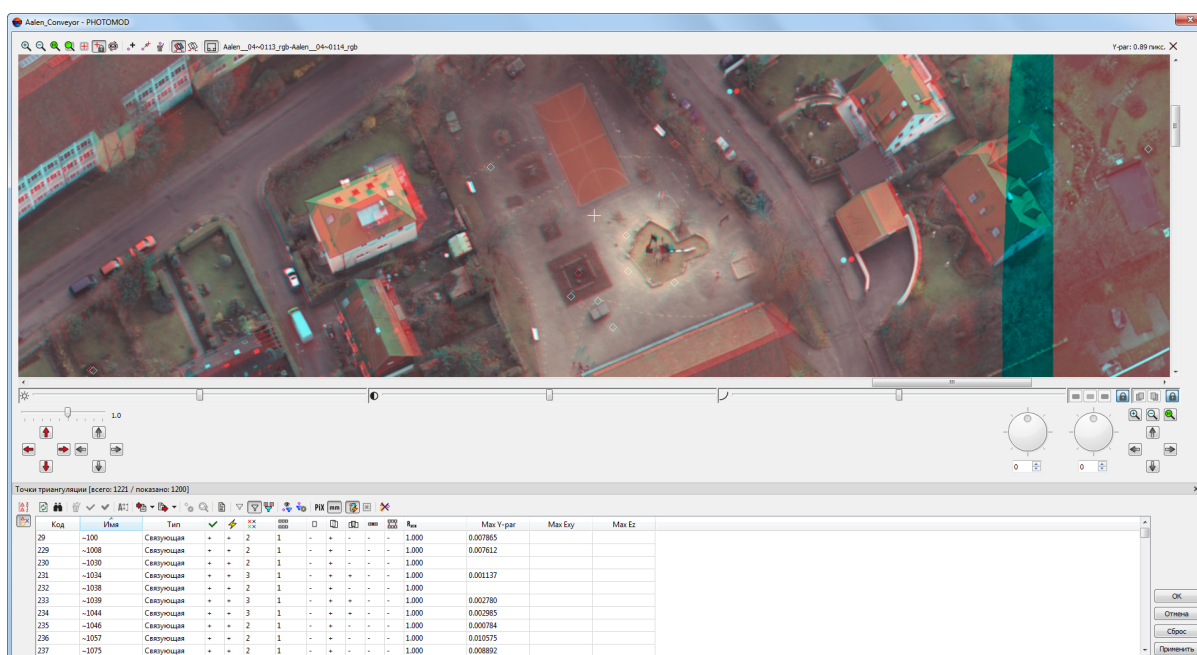 Aalen_Conveyor - PHOTOMOD
Aalen__04~0113_rgb-Aalen__04~0114_rgb
Y-par: 0.89 пикс.
1.0
0
0
Точки триангуляции [всего: 1221 / показано: 1200]
PiX mm
Код Имя Тип Max Y-par Max Exy Max Ez
29 ~100 Связующая + + 2 1 - + - - - 1.000 0.007865
229 ~1008 Связующая + + 2 1 - + - - - 1.000 0.007612
230 ~1030 Связующая + + 2 1 - + - - - 1.000
231 ~1034 Связующая + + 3 1 - + + - - 1.000 0.001137
232 ~1038 Связующая + + 2 1 - + - - - 1.000
233 ~1039 Связующая + + 3 1 - + + - - 1.000 0.002780
234 ~1044 Связующая + + 3 1 - + + - - 1.000 0.002985
235 ~1046 Связующая + + 2 1 - + - - - 1.000 0.000784
236 ~1057 Связующая + + 2 1 - + - - - 1.000 0.010575
237 ~1075 Связующая + + 2 1 - + - - - 1.000 0.008892
OK
Отмена
Сброс
Применить